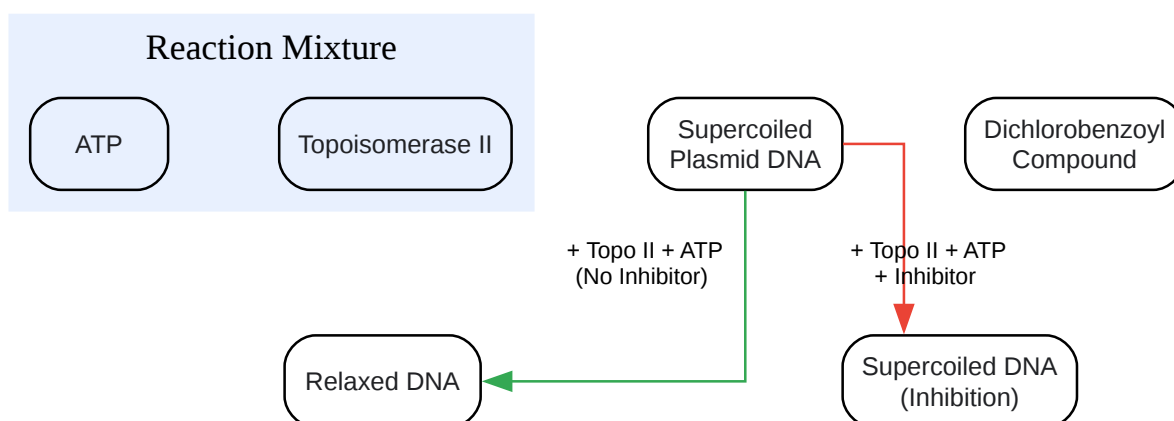 Reaction Mixture
ATP
Topoisomerase II
Supercoiled
Plasmid DNA
Dichlorobenzoyl
Compound
+ Topo II + ATP
(No Inhibitor)
+ Topo II + ATP
+ Inhibitor
Relaxed DNA
Supercoiled DNA
(Inhibition)